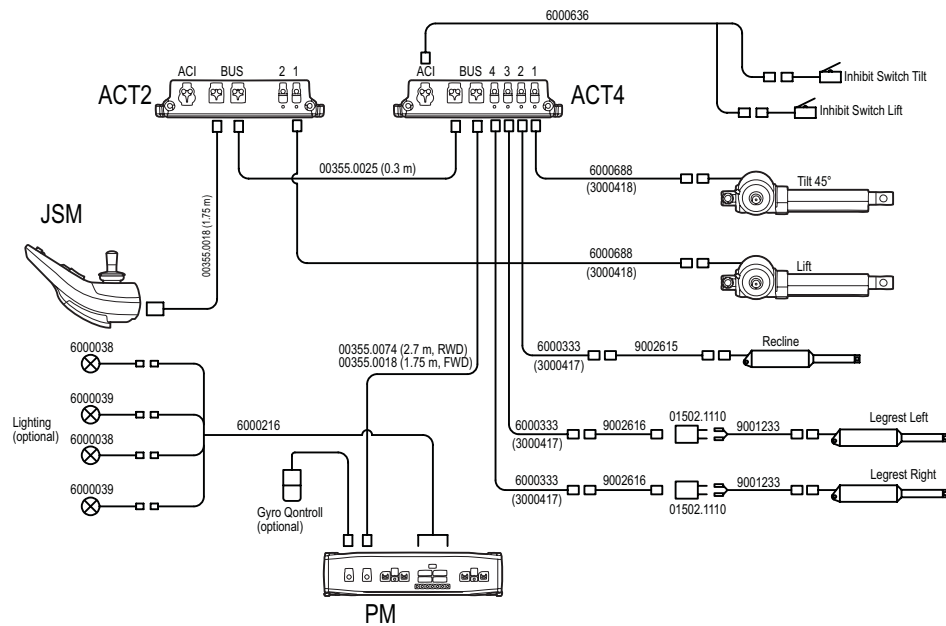 6000636
ACI BUS 2 1
ACI BUS 4 3 2 1
ACT2
ACT4
Inhibit Switch Tilt
Inhibit Switch Lift
00355.0025 (0.3 m)
6000688
(3000418)
Tilt 45°
JSM
00355.0018 (1.75 m)
6000688
(3000418)
Lift
00355.0074 (2.7 m, RWD)
00355.0018 (1.75 m, FWD)
6000333
(3000417)
9002615
Recline
6000038
6000039
Lighting
(optional)
6000038
6000039
6000216
6000333
(3000417)
9002616
01502.1110
9001233
Legrest Left
6000333
(3000417)
9002616
01502.1110
9001233
Legrest Right
Gyro Qontroll
(optional)
PM